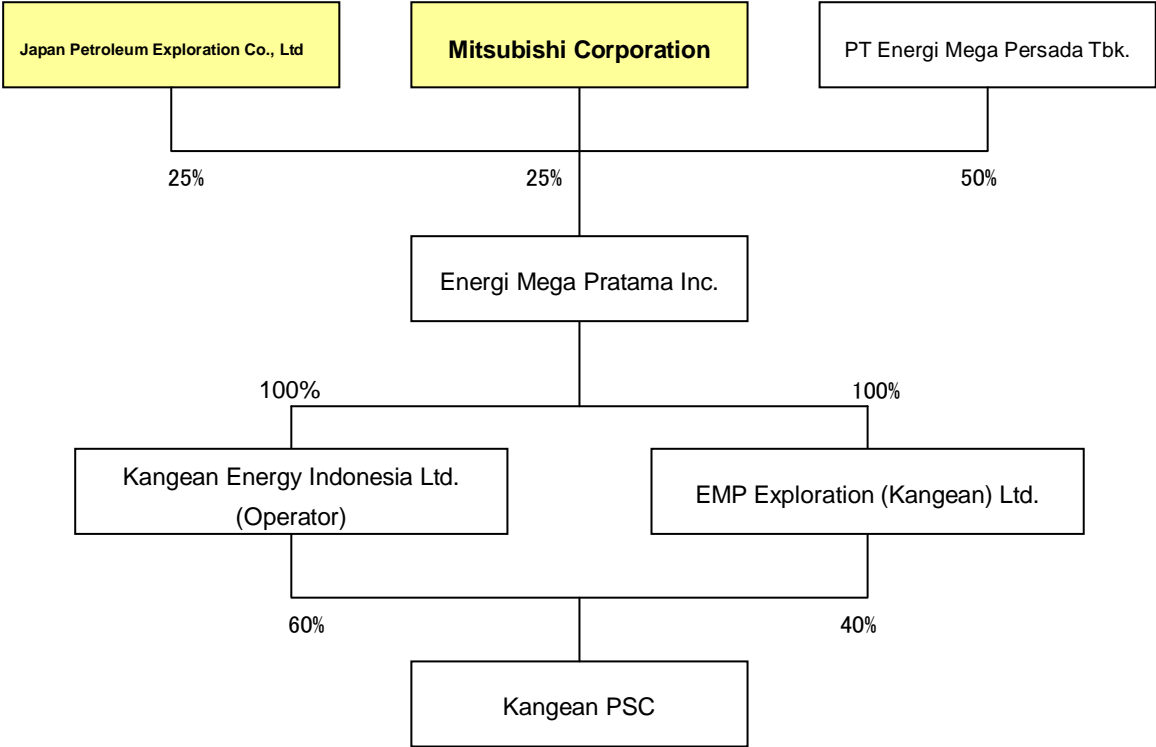 Japan Petroleum Exploration Co., Ltd
Mitsubishi Corporation
PT Energi Mega Persada Tbk.
25%
25%
50%
Energi Mega Pratama Inc.
100%
100%
Kangean Energy Indonesia Ltd.
(Operator)
EMP Exploration (Kangean) Ltd.
60%
40%
Kangean PSC